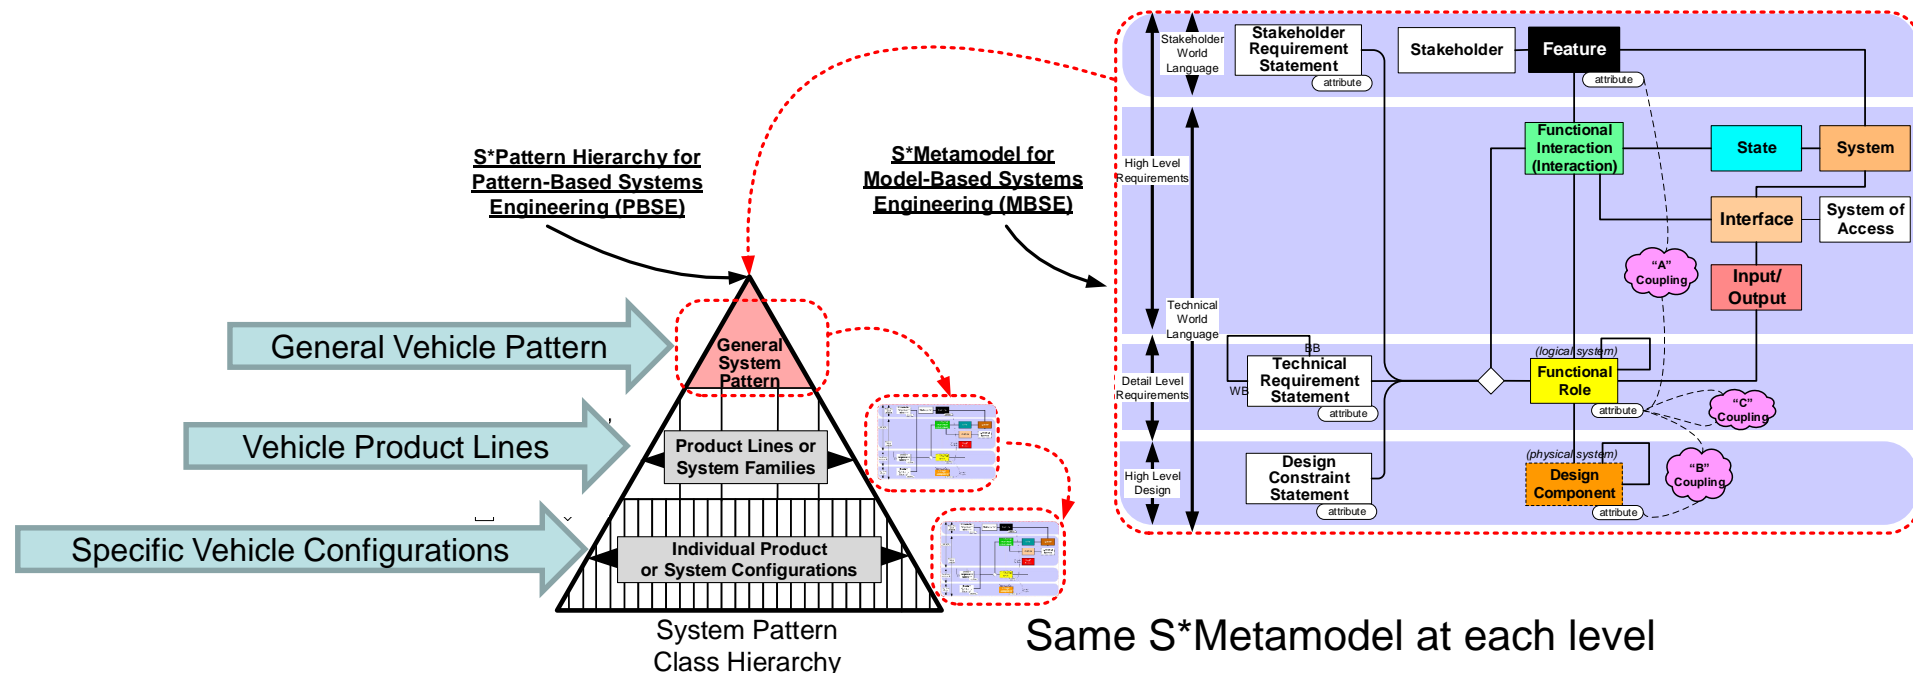 S*Pattern Hierarchy for
Pattern-Based Systems
Engineering (PBSE)
S*Metamodel for
Model-Based Systems
Engineering (MBSE)
General Vehicle Pattern
Vehicle Product Lines
Specific Vehicle Configurations
General
System
Pattern
Product Lines or
System Families
Individual Product
or System Configurations
System Pattern
Class Hierarchy
Same S*Metamodel at each level
Stakeholder
World
Language
High Level
Requirements
Technical
World
Language
Detail Level
Requirements
High Level
Design
Stakeholder
Requirement
Statement
attribute
Stakeholder
Feature
attribute
Functional
Interaction
(Interaction)
State
System
Interface
System of
Access
"A"
Coupling
Input/
Output
BB
WB
Technical
Requirement
Statement
attribute
(logical system)
Functional
Role
attribute
"C"
Coupling
Design
Constraint
Statement
attribute
(physical system)
Design
Component
attribute
"B"
Coupling